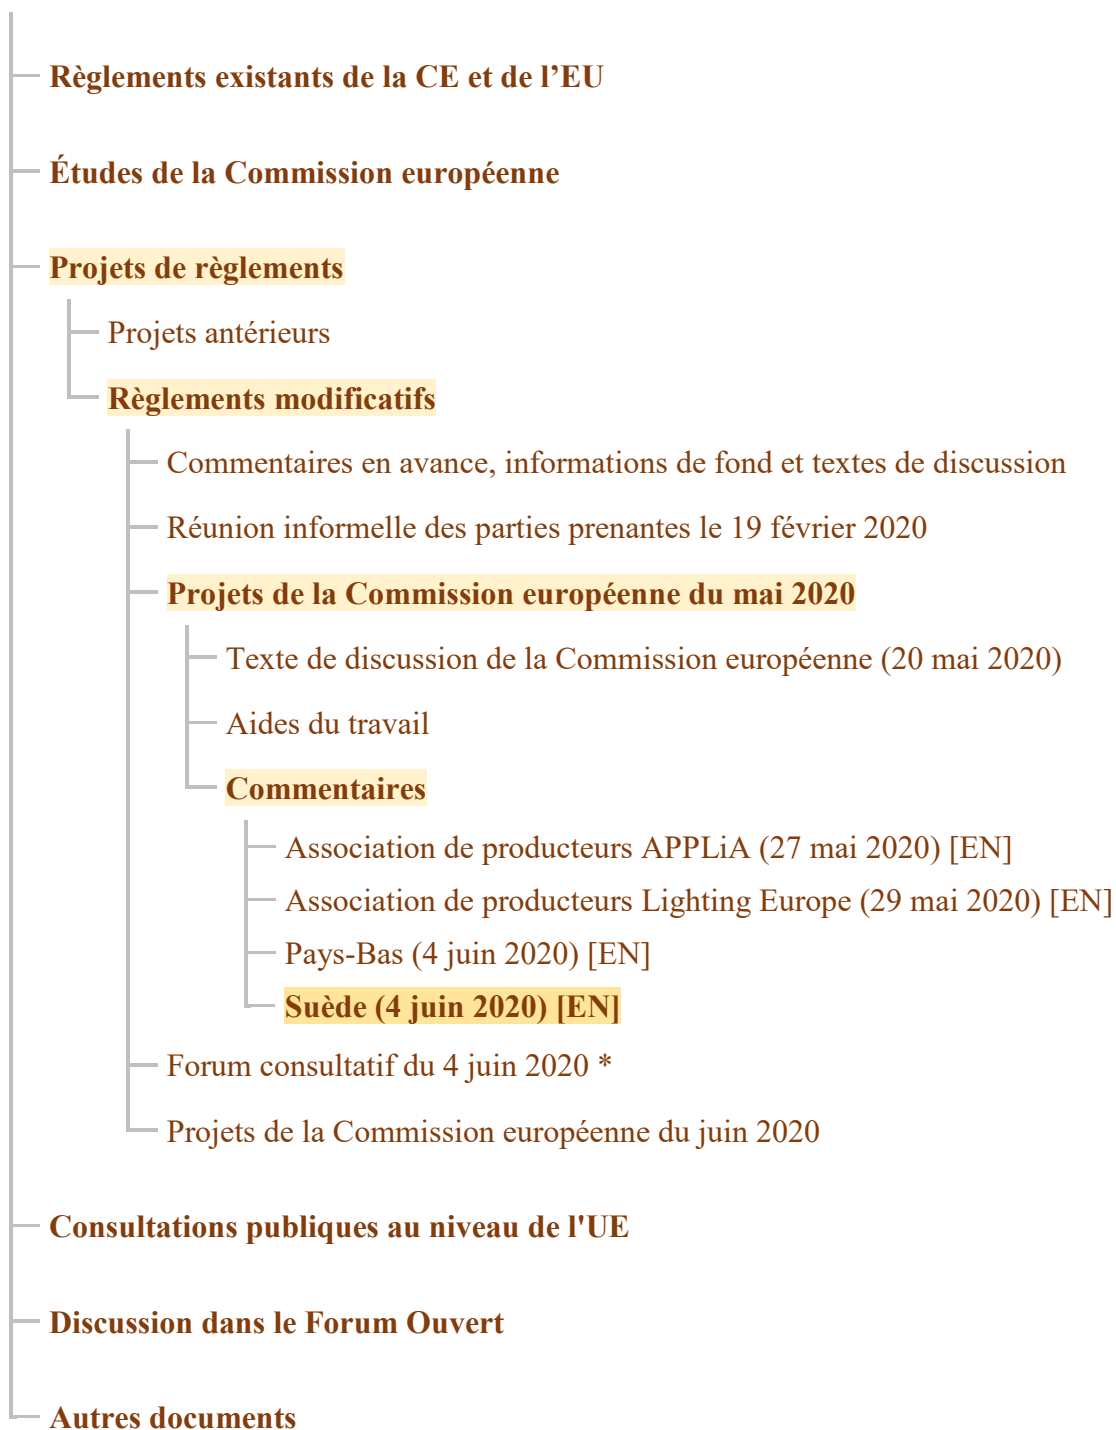 Règlements existants de la CE et de l’EU
Études de la Commission européenne
Projets de règlements
Projets antérieurs
Règlements modificatifs
Commentaires en avance, informations de fond et textes de discussion
Réunion informelle des parties prenantes le 19 février 2020
Projets de la Commission européenne du mai 2020
Texte de discussion de la Commission européenne (20 mai 2020)
Aides du travail
Commentaires
Association de producteurs APPLiA (27 mai 2020) [EN]
Association de producteurs Lighting Europe (29 mai 2020) [EN]
Pays-Bas (4 juin 2020) [EN]
Suède (4 juin 2020) [EN]
Forum consultatif du 4 juin 2020 *
Projets de la Commission européenne du juin 2020
Consultations publiques au niveau de l'UE
Discussion dans le Forum Ouvert
Autres documents